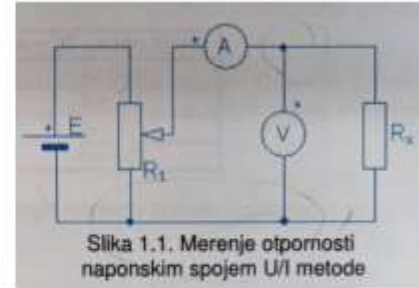 A
E
V
R₁
Rₓ
Slika 1.1. Merenje otpornosti
naponskim spojem U/I metode